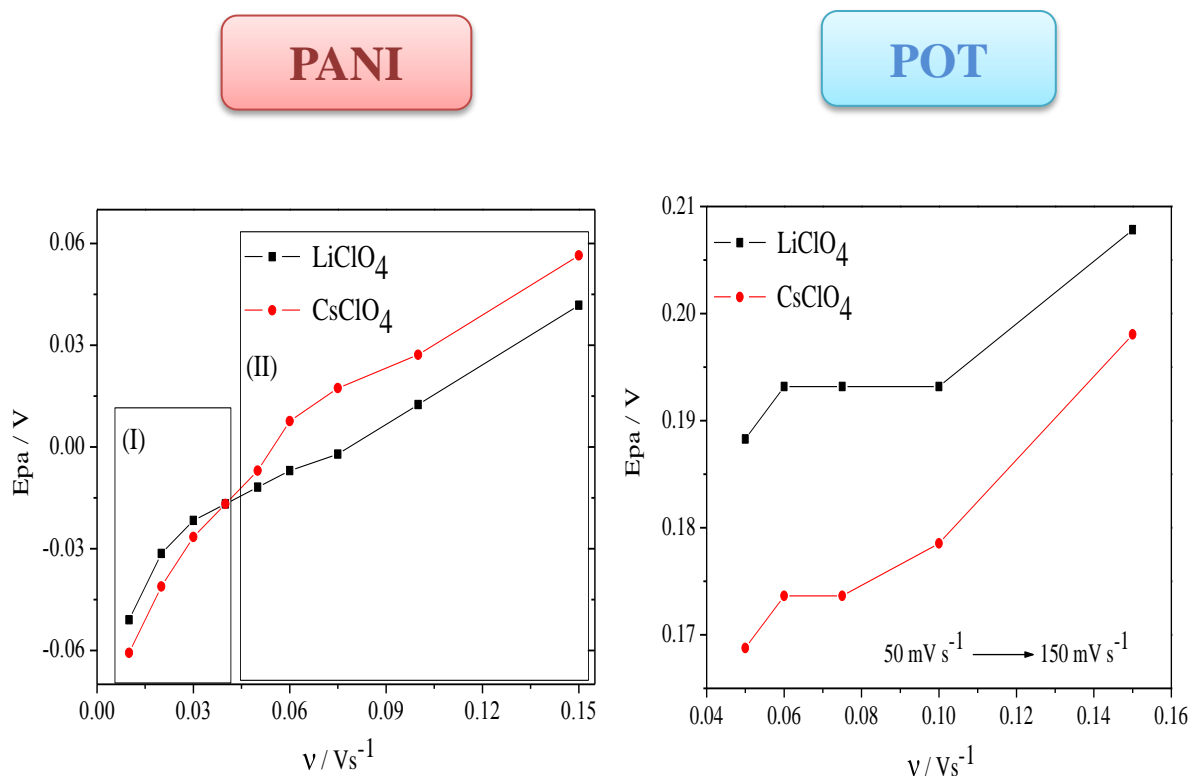 PANI
POT
0.06
0.03
0.00
-0.03
-0.06
Epa / V
LiClO4
CsClO4
(I)
(II)
0.00 0.03 0.06 0.09 0.12 0.15
ν / Vs-1
0.21
0.20
0.19
0.18
0.17
Epa / V
LiClO4
CsClO4
50 mV s-1 → 150 mV s-1
0.04 0.06 0.08 0.10 0.12 0.14 0.16
ν / Vs-1